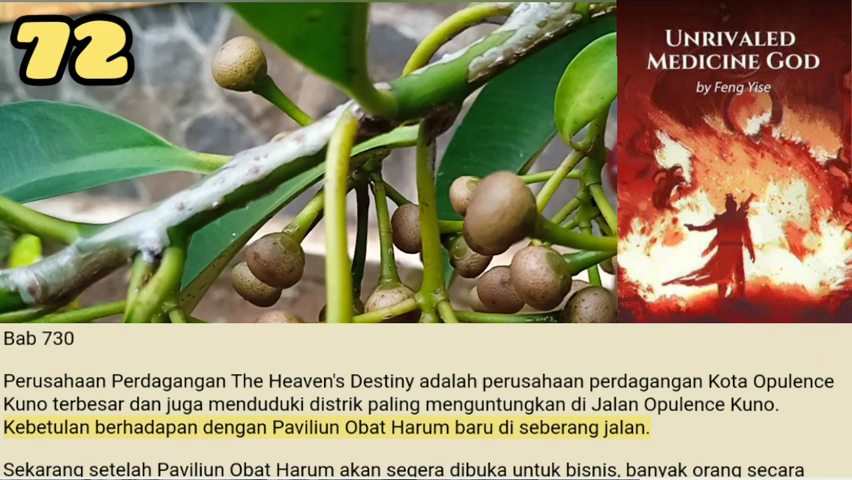 72
UNRIVALED
MEDICINE GOD
by Feng Yise
Bab 730
Perusahaan Perdagangan The Heaven's Destiny adalah perusahaan perdagangan Kota Opulence
Kuno terbesar dan juga menduduki distrik paling menguntungkan di Jalan Opulence Kuno.
Kebetulan berhadapan dengan Paviliun Obat Harum baru di seberang jalan.
Sekarang setelah Paviliun Obat Harum akan segera dibuka untuk bisnis, banyak orang secara